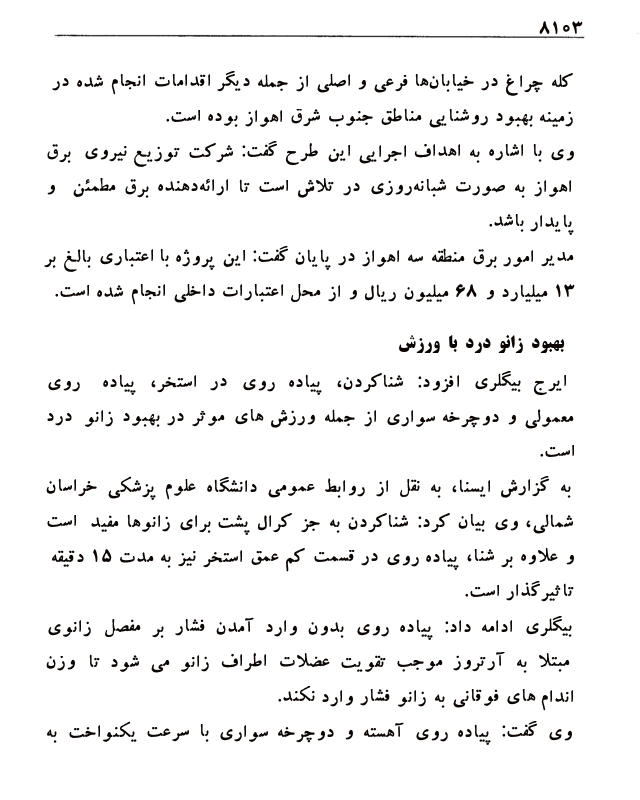 ۸۱۰۳
کله چراغ در خیابان‌ها فرعی و اصلی از جمله دیگر اقدامات انجام شده در
زمینه بهبود روشنایی مناطق جنوب شرق اهواز بوده است.
وی با اشاره به اهداف اجرایی این طرح گفت: شرکت توزیع نیروی برق
اهواز به صورت شبانه‌روزی در تلاش است تا ارائه‌دهنده برق مطمئن و
پایدار باشد.
مدیر امور برق منطقه سه اهواز در پایان گفت: این پروژه با اعتباری بالغ بر
۱۳ میلیارد و ۶۸ میلیون ریال و از محل اعتبارات داخلی انجام شده است.
بهبود زانو درد با ورزش
ایرج بیگلری افزود: شناکردن، پیاده روی در استخر، پیاده روی
معمولی و دوچرخه سواری از جمله ورزش های موثر در بهبود زانو درد
است.
به گزارش ایسنا، به نقل از روابط عمومی دانشگاه علوم پزشکی خراسان
شمالی، وی بیان کرد: شناکردن به جز کرال پشت برای زانوها مفید است
و علاوه بر شنا، پیاده روی در قسمت کم عمق استخر نیز به مدت ۱۵ دقیقه
تاثیرگذار است.
بیگلری ادامه داد: پیاده روی بدون وارد آمدن فشار بر مفصل زانوی
مبتلا به آرتروز موجب تقویت عضلات اطراف زانو می شود تا وزن
اندام های فوقانی به زانو فشار وارد نکند.
وی گفت: پیاده روی آهسته و دوچرخه سواری با سرعت یکنواخت به